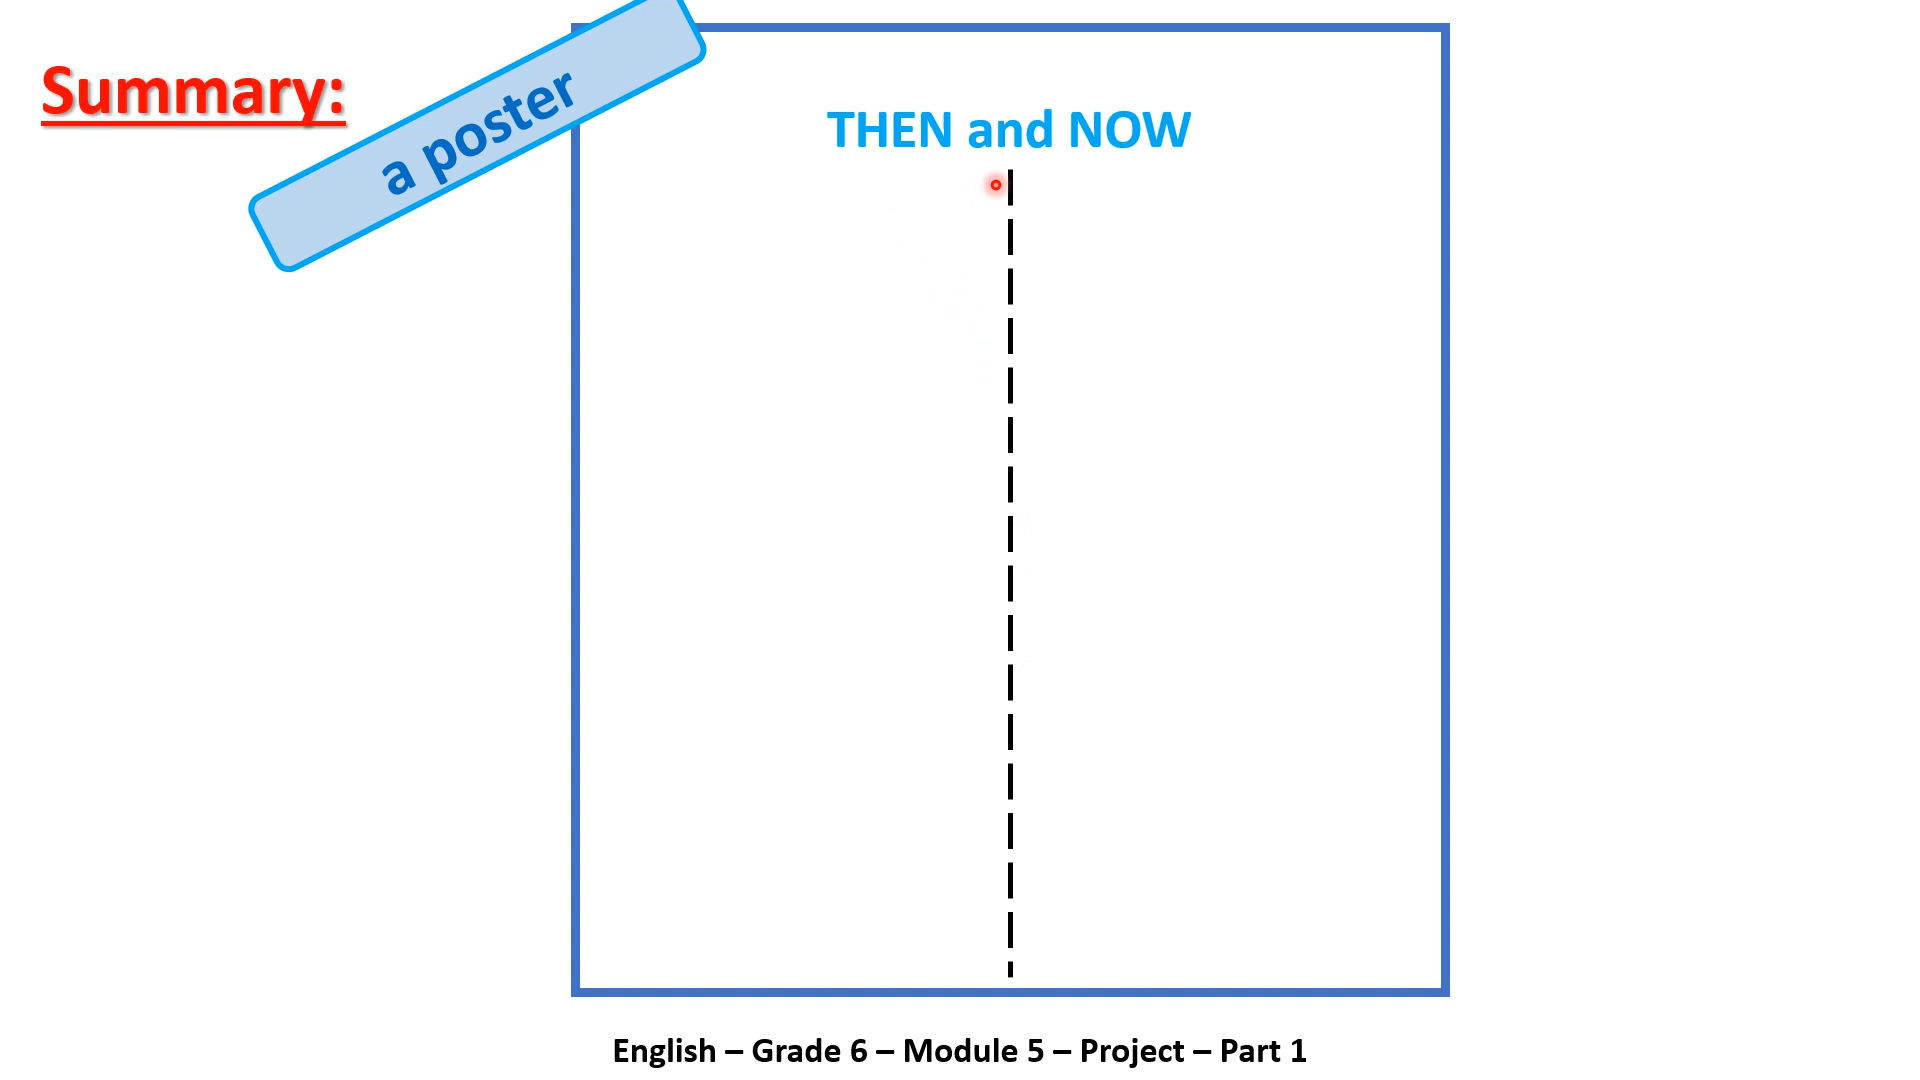 Summary:
a poster
THEN and NOW
English – Grade 6 – Module 5 – Project – Part 1